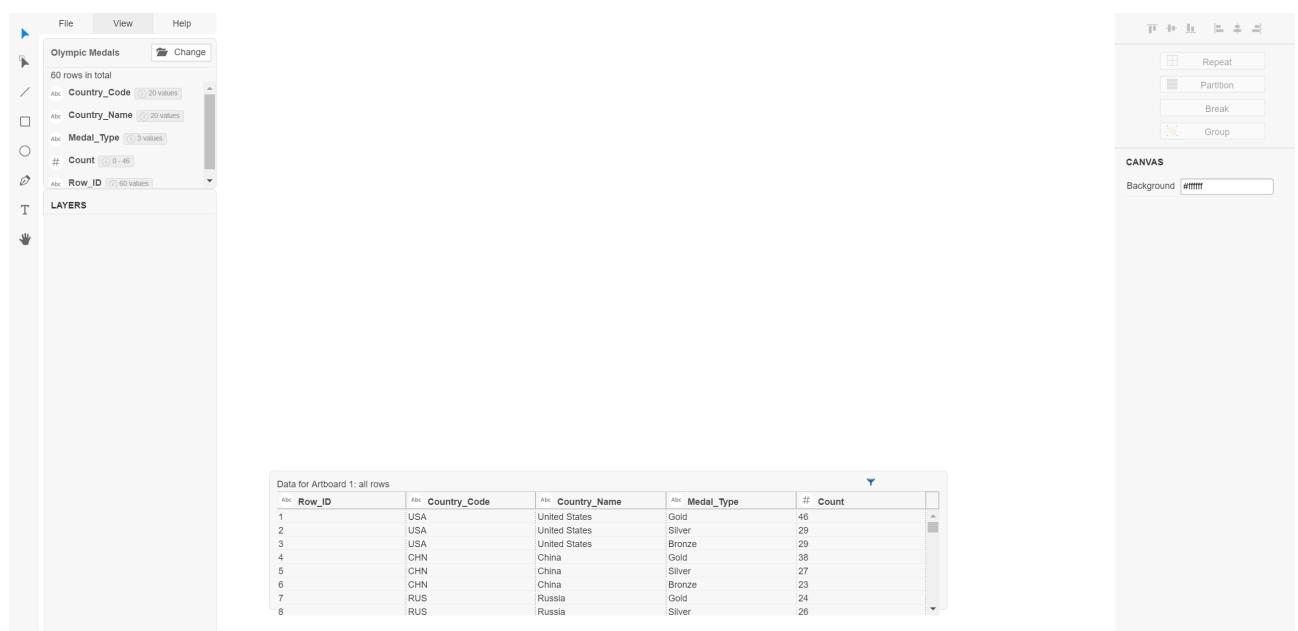 File View Help
Olympic Medals Change
60 rows in total
Abc Country_Code i 20 values
Abc Country_Name i 20 values
Abc Medal_Type i 3 values
# Count i 0 - 46
Abc Row_ID i 60 values
LAYERS
T
Repeat
Partition
Break
Group
CANVAS
Background #ffffff
Data for Artboard 1: all rows
Abc Row_ID Abc Country_Code Abc Country_Name Abc Medal_Type # Count
1 USA United States Gold 46
2 USA United States Silver 29
3 USA United States Bronze 29
4 CHN China Gold 38
5 CHN China Silver 27
6 CHN China Bronze 23
7 RUS Russia Gold 24
8 RUS Russia Silver 26